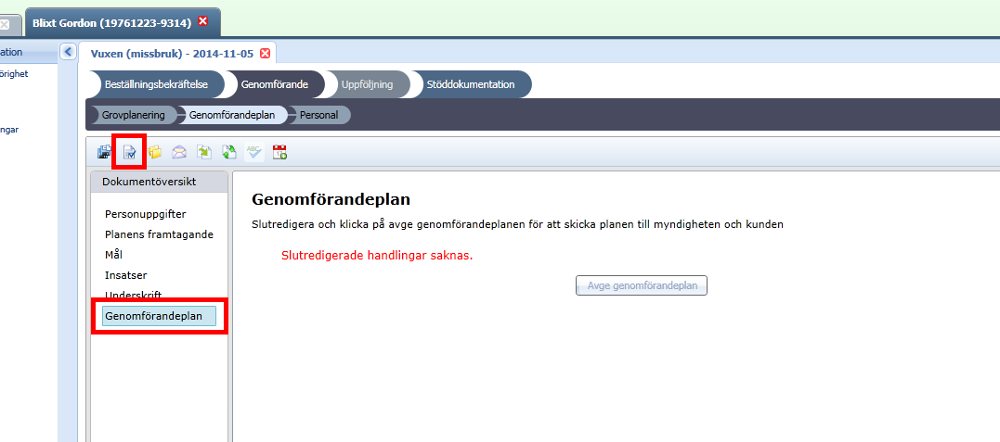 Blixt Gordon (19761223-9314)
ation
Vuxen (missbruk) - 2014-11-05
örighet
Beställningsbekräftelse
Genomförande
Uppföljning
Stöddokumentation
Grovplanering
Genomförandeplan
Personal
ngar
ABC
Dokumentöversikt
Personuppgifter
Planens framtagande
Mål
Insatser
Underskrift
Genomförandeplan
Genomförandeplan
Slutredigera och klicka på avge genomförandeplanen för att skicka planen till myndigheten och kunden
Slutredigerade handlingar saknas.
Avge genomförandeplan